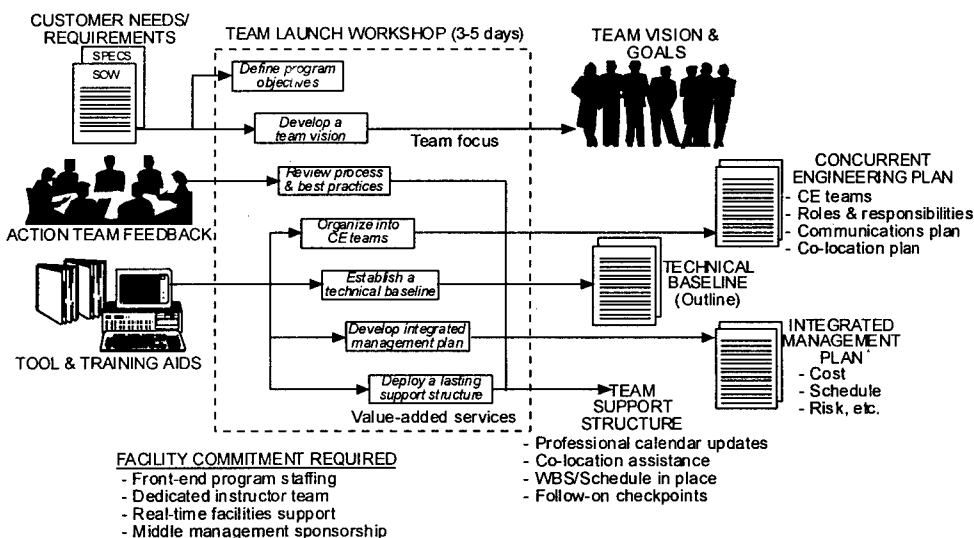 CUSTOMER NEEDS/
REQUIREMENTS
SPECS
SOW
TEAM LAUNCH WORKSHOP (3-5 days)
Define program
objectives
Develop a
team vision
Team focus
TEAM VISION &
GOALS
Review process
& best practices
ACTION TEAM FEEDBACK
Organize into
CE teams
CONCURRENT
ENGINEERING PLAN
- CE teams
- Roles & responsibilities
- Communications plan
- Co-location plan
Establish a
technical baseline
TECHNICAL
BASELINE
(Outline)
TOOL & TRAINING AIDS
Develop integrated
management plan
INTEGRATED
MANAGEMENT
PLAN
- Cost
- Schedule
- Risk, etc.
Deploy a lasting
support structure
Value-added services
TEAM
SUPPORT
STRUCTURE
- Professional calendar updates
- Co-location assistance
- WBS/Schedule in place
- Follow-on checkpoints
FACILITY COMMITMENT REQUIRED
- Front-end program staffing
- Dedicated instructor team
- Real-time facilities support
- Middle management sponsorship